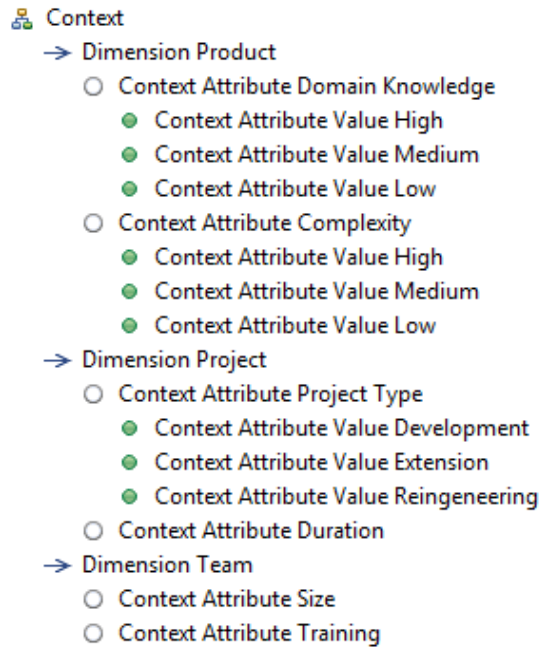 Context
Dimension Product
Context Attribute Domain Knowledge
Context Attribute Value High
Context Attribute Value Medium
Context Attribute Value Low
Context Attribute Complexity
Context Attribute Value High
Context Attribute Value Medium
Context Attribute Value Low
Dimension Project
Context Attribute Project Type
Context Attribute Value Development
Context Attribute Value Extension
Context Attribute Value Reingeneering
Context Attribute Duration
Dimension Team
Context Attribute Size
Context Attribute Training